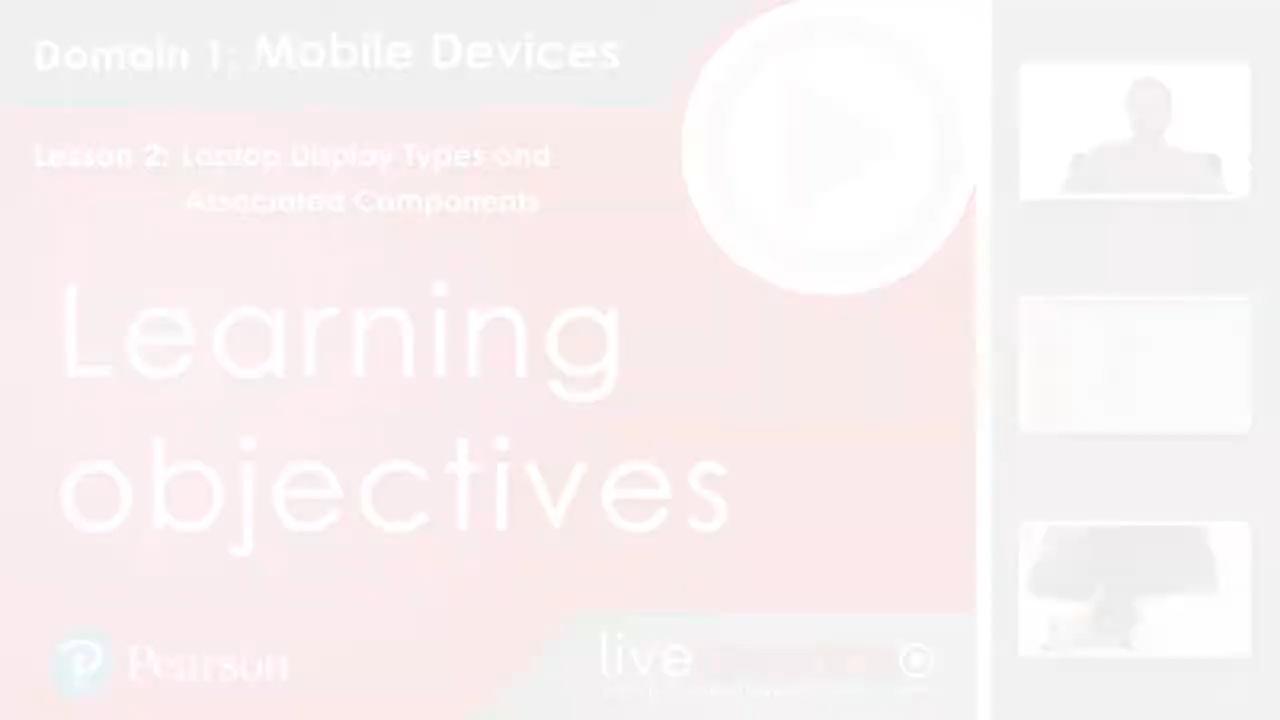 Domain 1: Mobile Devices
Lesson 2: Laptop Display Types and
Associated Components
Learning
objectives
Pearson
live